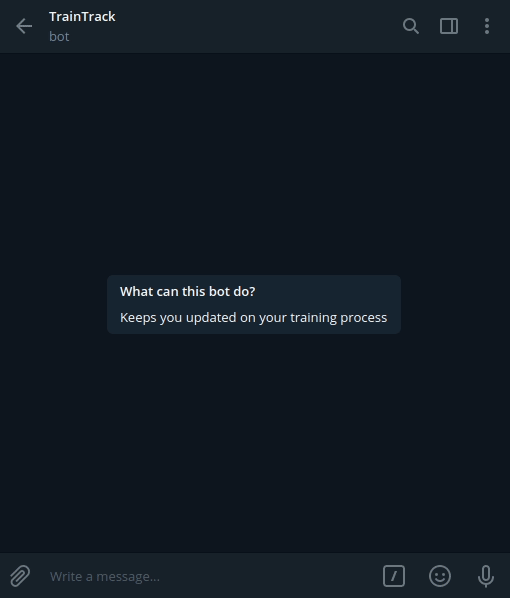 TrainTrack
bot
What can this bot do?
Keeps you updated on your training process
Write a message...